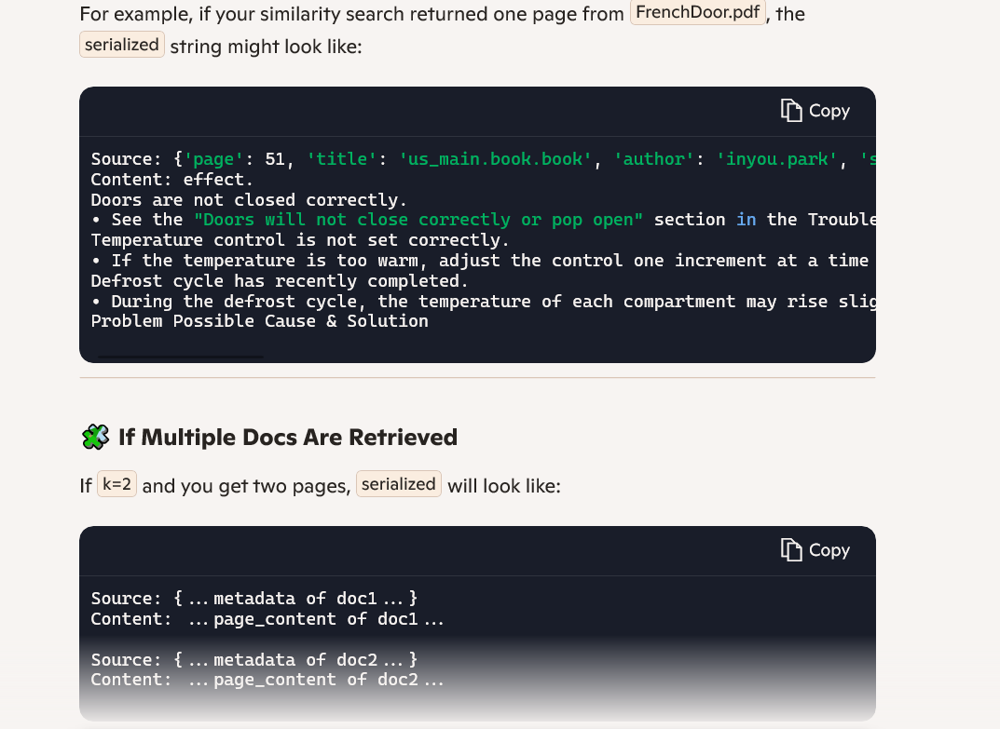 For example, if your similarity search returned one page from FrenchDoor.pdf, the
serialized string might look like:
Copy
Source: {'page': 51, 'title': 'us_main.book.book', 'author': 'inyou.park', 's
Content: effect.
Doors are not closed correctly.
• See the "Doors will not close correctly or pop open" section in the Trouble
Temperature control is not set correctly.
• If the temperature is too warm, adjust the control one increment at a time
Defrost cycle has recently completed.
• During the defrost cycle, the temperature of each compartment may rise slig
Problem Possible Cause & Solution
If Multiple Docs Are Retrieved
If k=2 and you get two pages, serialized will look like:
Copy
Source: {...metadata of doc1...}
Content: ...page_content of doc1...
Source: {...metadata of doc2...}
Content: ...page_content of doc2...